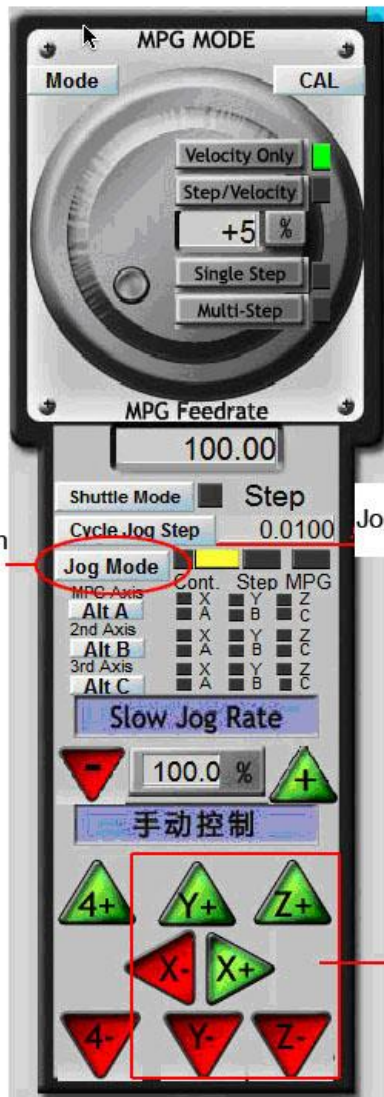 MPG MODE
Mode CAL
Velocity Only
Step/Velocity
+5 %
Single Step
Multi-Step
MPG Feedrate
100.00
Shuttle Mode Step
Cycle Jog Step 0.0100 Jo
n
Jog Mode
Cont. Step MPG
MPG Axis X Y Z
Alt A A B C
2nd Axis X Y Z
Alt B A B C
3rd Axis X Y Z
Alt C A B C
Slow Jog Rate
- 100.0 % +
手动控制
4+ Y+ Z+
X- X+
4- Y- Z-